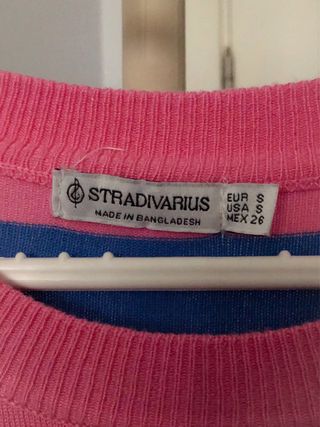 STRADIVARIUS
MADE IN BANGLADESH
EUR S
USA S
MEX 26